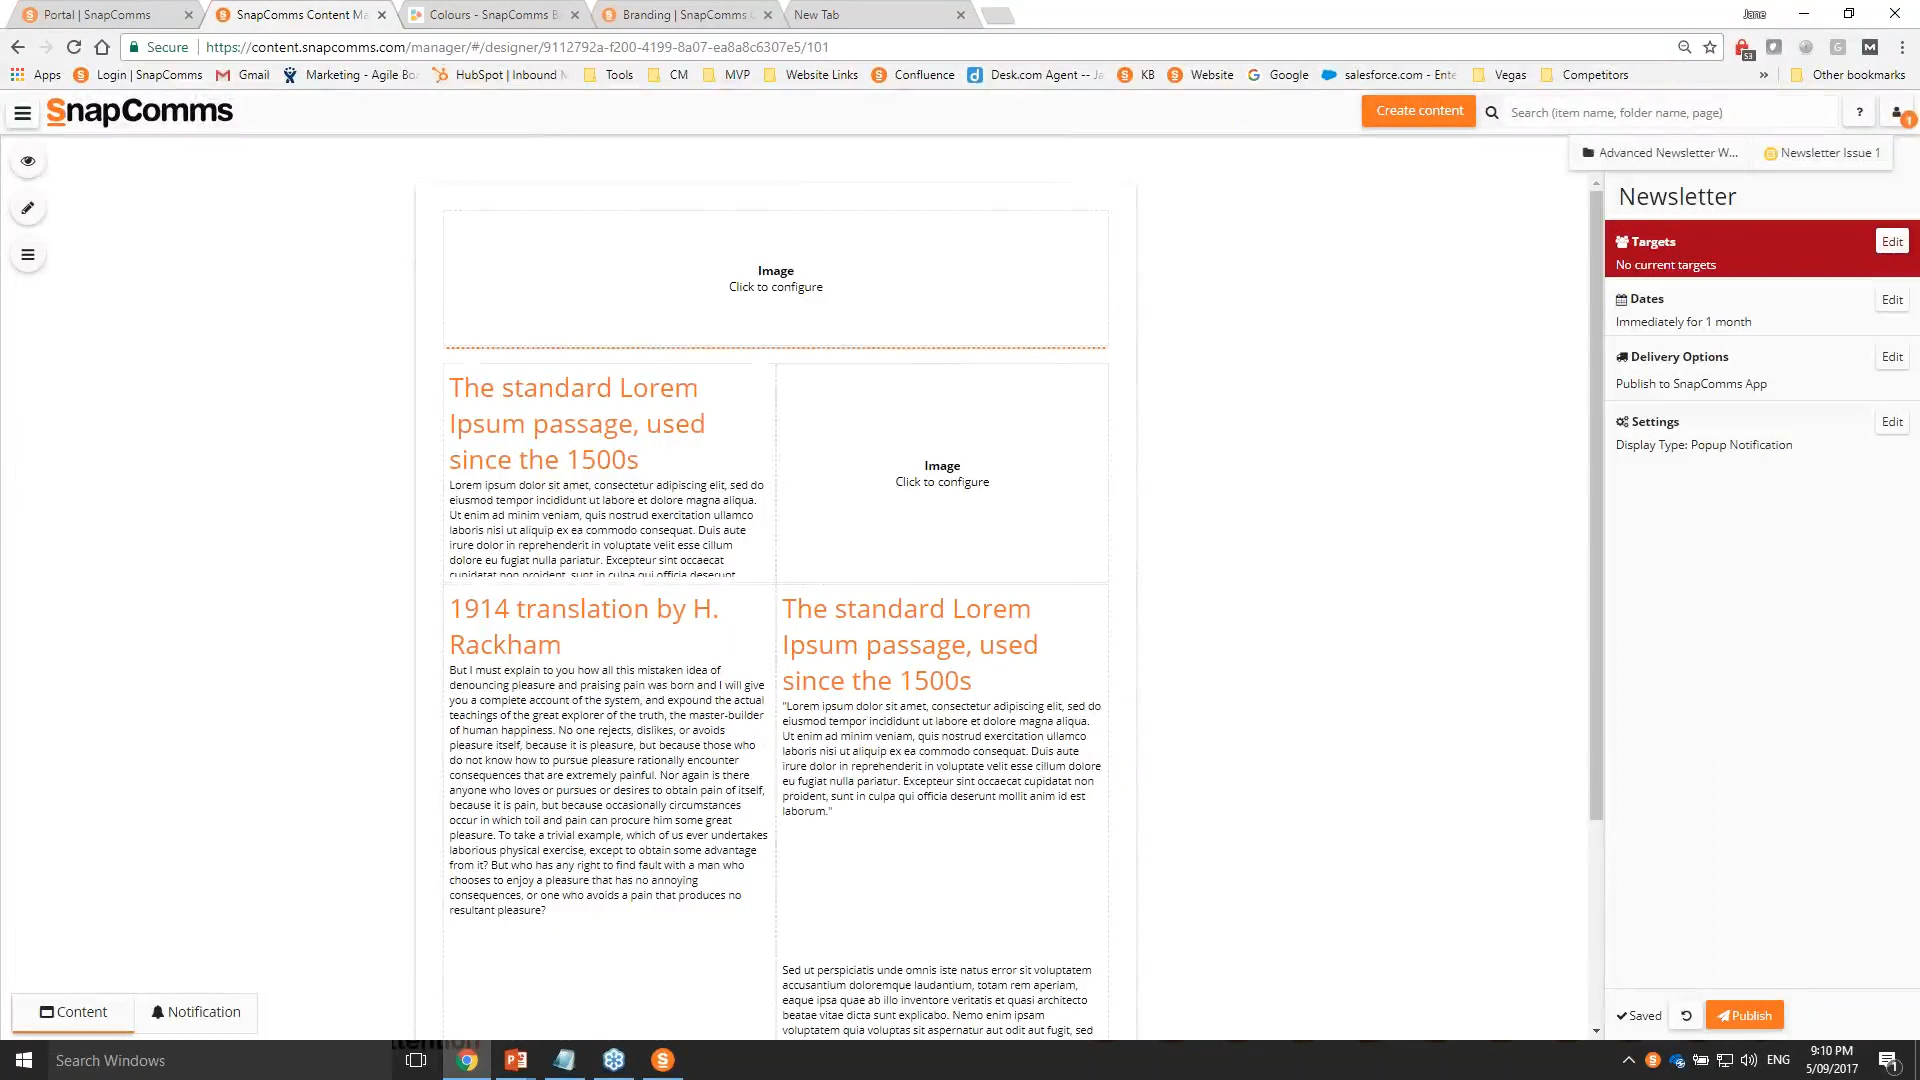 Portal | SnapComms
SnapComms Content Ma
Colours - SnapComms B
Branding | SnapComms
New Tab
Jane
Secure
https://content.snapcomms.com/manager/#/designer/9112792a-f200-4199-8a07-ea8a8c6307e5/101
53
Apps
Login | SnapComms
Gmail
Marketing - Agile Bo
HubSpot | Inbound M
Tools
CM
MVP
Website Links
Confluence
Desk.com Agent -- Ja
KB
Website
Google
salesforce.com - Ente
Vegas
Competitors
»
Other bookmarks
SnapComms
Create content
Search (item name, folder name, page)
?
1
Advanced Newsletter W...
Newsletter Issue 1
Newsletter
Targets
Edit
No current targets
Dates
Edit
Immediately for 1 month
Delivery Options
Edit
Publish to SnapComms App
Settings
Edit
Display Type: Popup Notification
Image
Click to configure
The standard Lorem
Ipsum passage, used
since the 1500s
Lorem ipsum dolor sit amet, consectetur adipiscing elit, sed do
eiusmod tempor incididunt ut labore et dolore magna aliqua.
Ut enim ad minim veniam, quis nostrud exercitation ullamco
laboris nisi ut aliquip ex ea commodo consequat. Duis aute
irure dolor in reprehenderit in voluptate velit esse cillum
dolore eu fugiat nulla pariatur. Excepteur sint occaecat
cupidatat non proident, sunt in culpa qui officia deserunt
Image
Click to configure
1914 translation by H.
Rackham
But I must explain to you how all this mistaken idea of
denouncing pleasure and praising pain was born and I will give
you a complete account of the system, and expound the actual
teachings of the great explorer of the truth, the master-builder
of human happiness. No one rejects, dislikes, or avoids
pleasure itself, because it is pleasure, but because those who
do not know how to pursue pleasure rationally encounter
consequences that are extremely painful. Nor again is there
anyone who loves or pursues or desires to obtain pain of itself,
because it is pain, but because occasionally circumstances
occur in which toil and pain can procure him some great
pleasure. To take a trivial example, which of us ever undertakes
laborious physical exercise, except to obtain some advantage
from it? But who has any right to find fault with a man who
chooses to enjoy a pleasure that has no annoying
consequences, or one who avoids a pain that produces no
resultant pleasure?
The standard Lorem
Ipsum passage, used
since the 1500s
"Lorem ipsum dolor sit amet, consectetur adipiscing elit, sed do
eiusmod tempor incididunt ut labore et dolore magna aliqua.
Ut enim ad minim veniam, quis nostrud exercitation ullamco
laboris nisi ut aliquip ex ea commodo consequat. Duis aute
irure dolor in reprehenderit in voluptate velit esse cillum dolore
eu fugiat nulla pariatur. Excepteur sint occaecat cupidatat non
proident, sunt in culpa qui officia deserunt mollit anim id est
laborum."
Sed ut perspiciatis unde omnis iste natus error sit voluptatem
accusantium doloremque laudantium, totam rem aperiam,
eaque ipsa quae ab illo inventore veritatis et quasi architecto
beatae vitae dicta sunt explicabo. Nemo enim ipsam
voluptatem quia voluptas sit aspernatur aut odit aut fugit, sed
Content
Notification
Saved
Publish
Search Windows
ENG
9:10 PM
5/09/2017
1